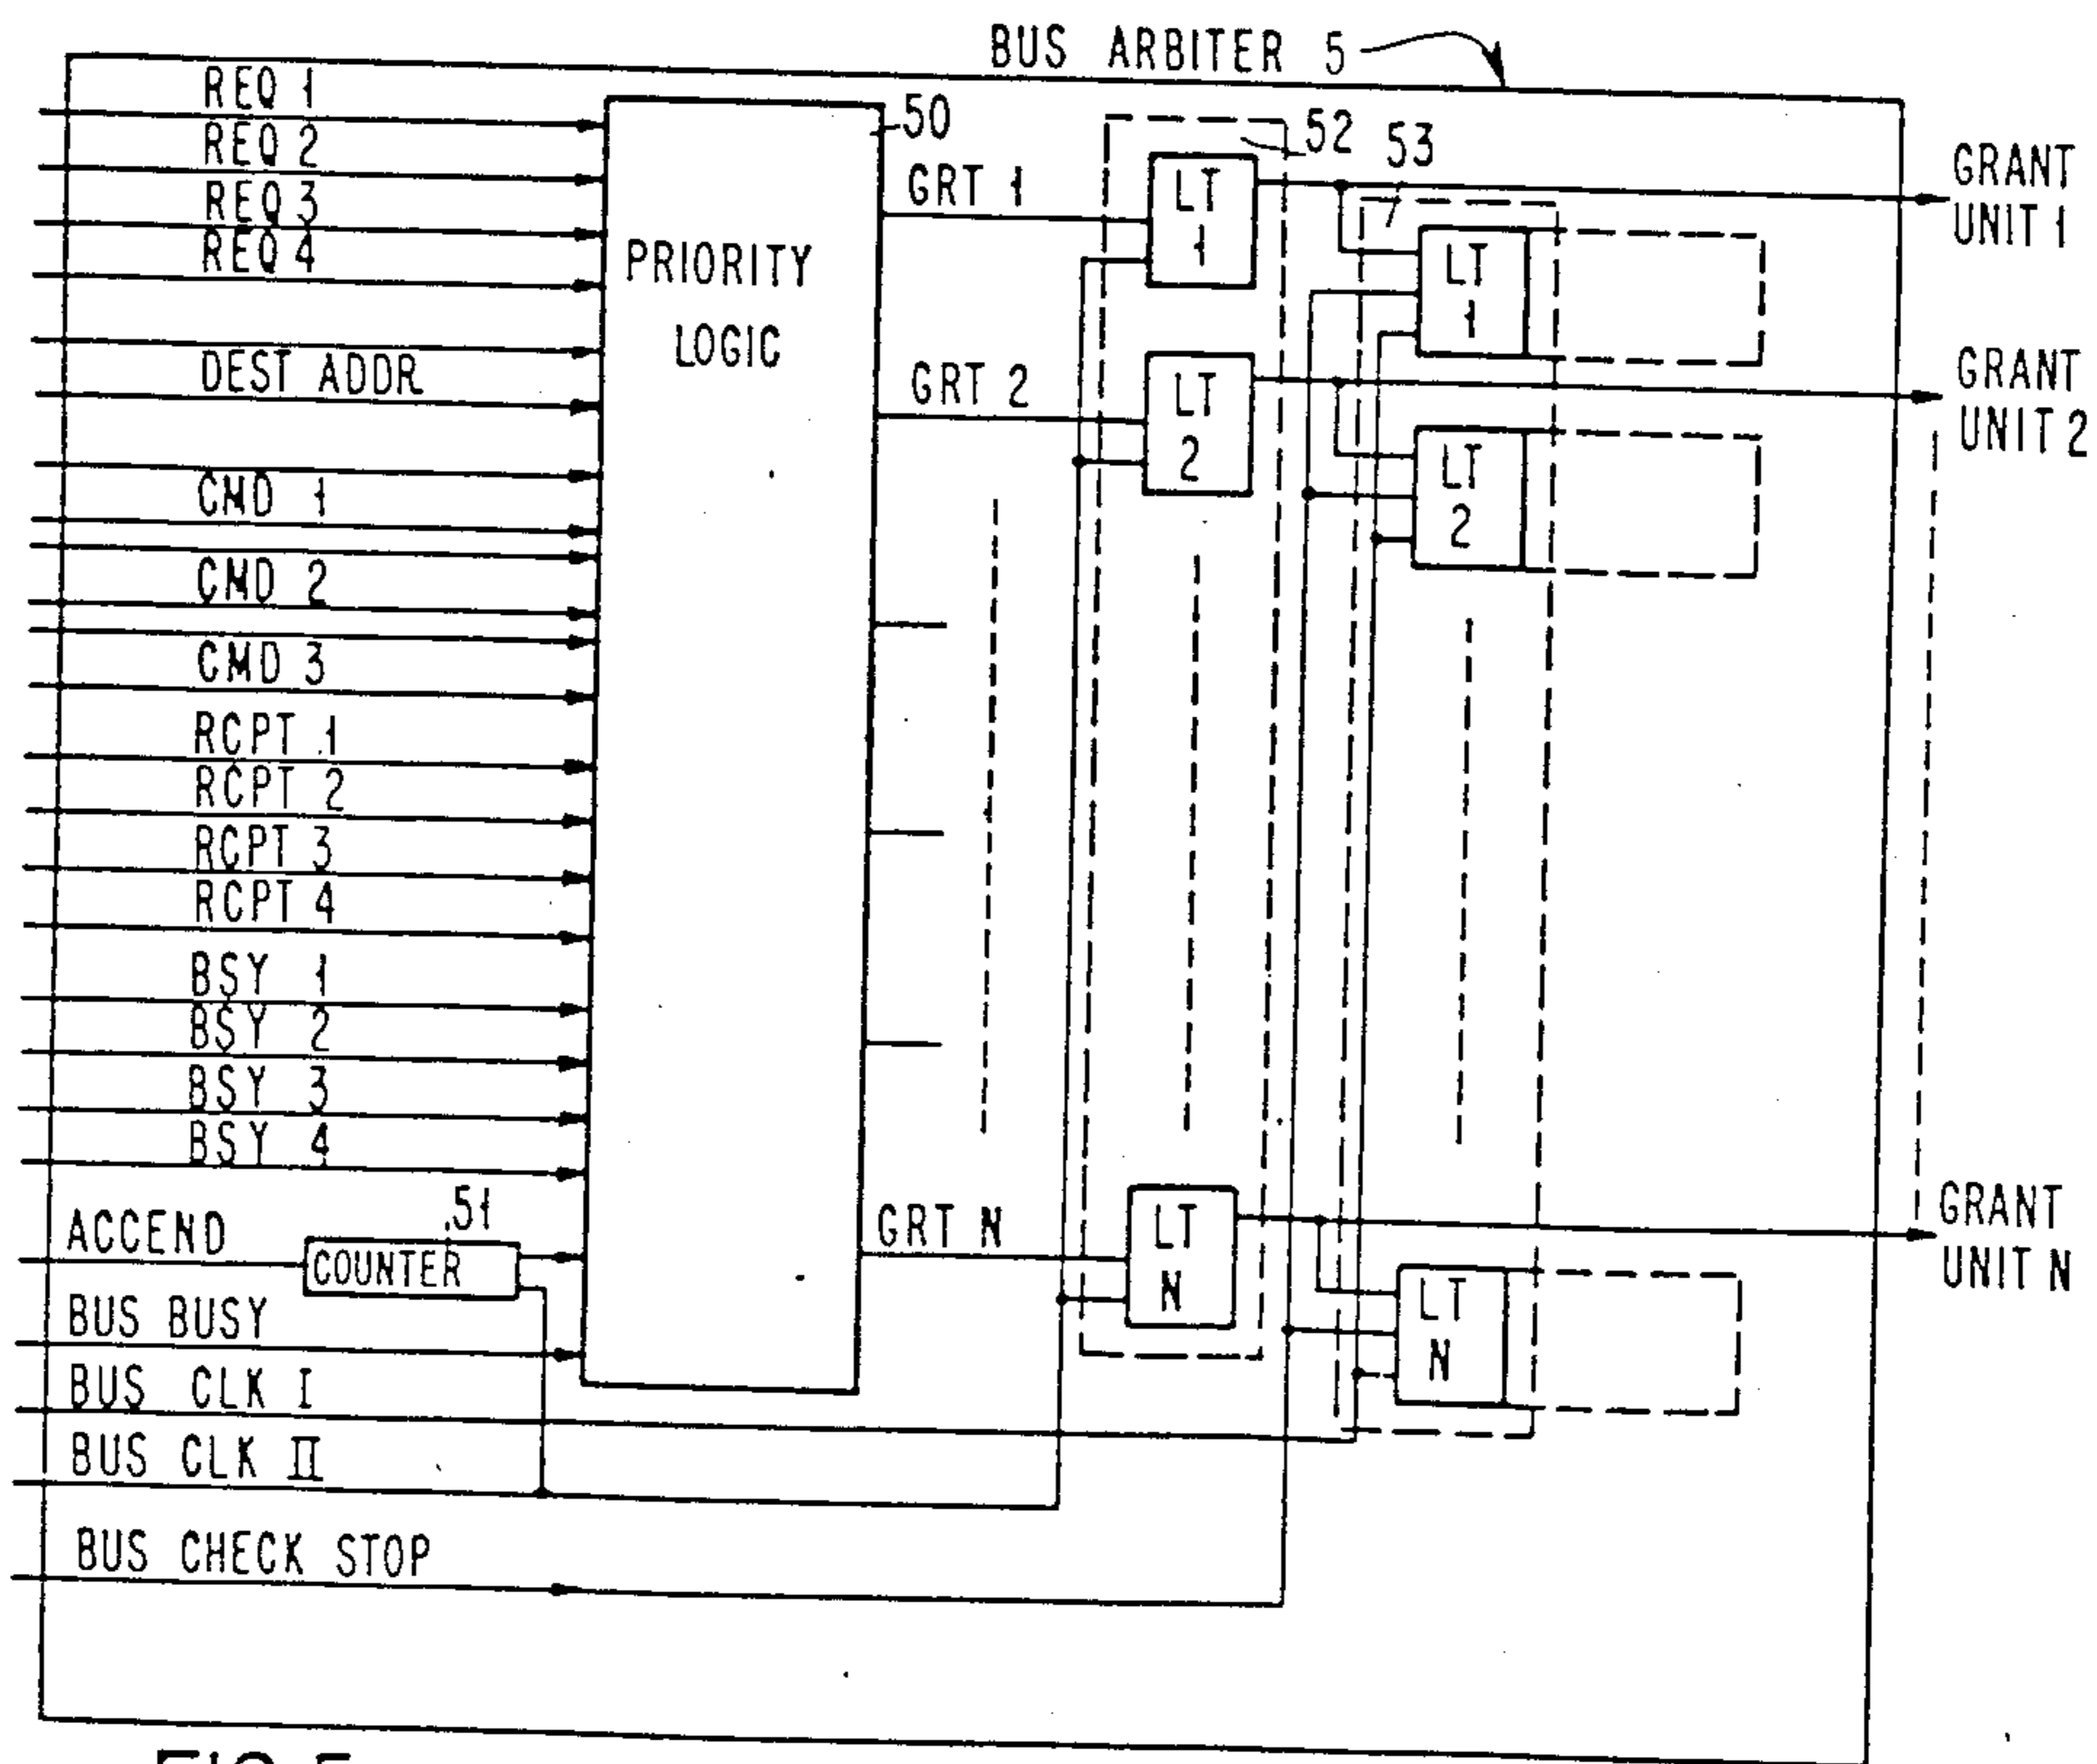 BUS ARBITER 5
REQ 1
REQ 2
REQ 3
REQ 4
DEST ADDR
CMD 1
CMD 2
CMD 3
RCPT 1
RCPT 2
RCPT 3
RCPT 4
BSY 1
BSY 2
BSY 3
BSY 4
ACCEND
51
COUNTER
BUS BUSY
BUS CLK I
BUS CLK II
BUS CHECK STOP
50
PRIORITY
LOGIC
GRT 1
GRT 2
GRT N
52
LT
1
LT
2
LT
N
53
LT
1
LT
2
LT
N
GRANT
UNIT 1
GRANT
UNIT 2
GRANT
UNIT N
FIG.5